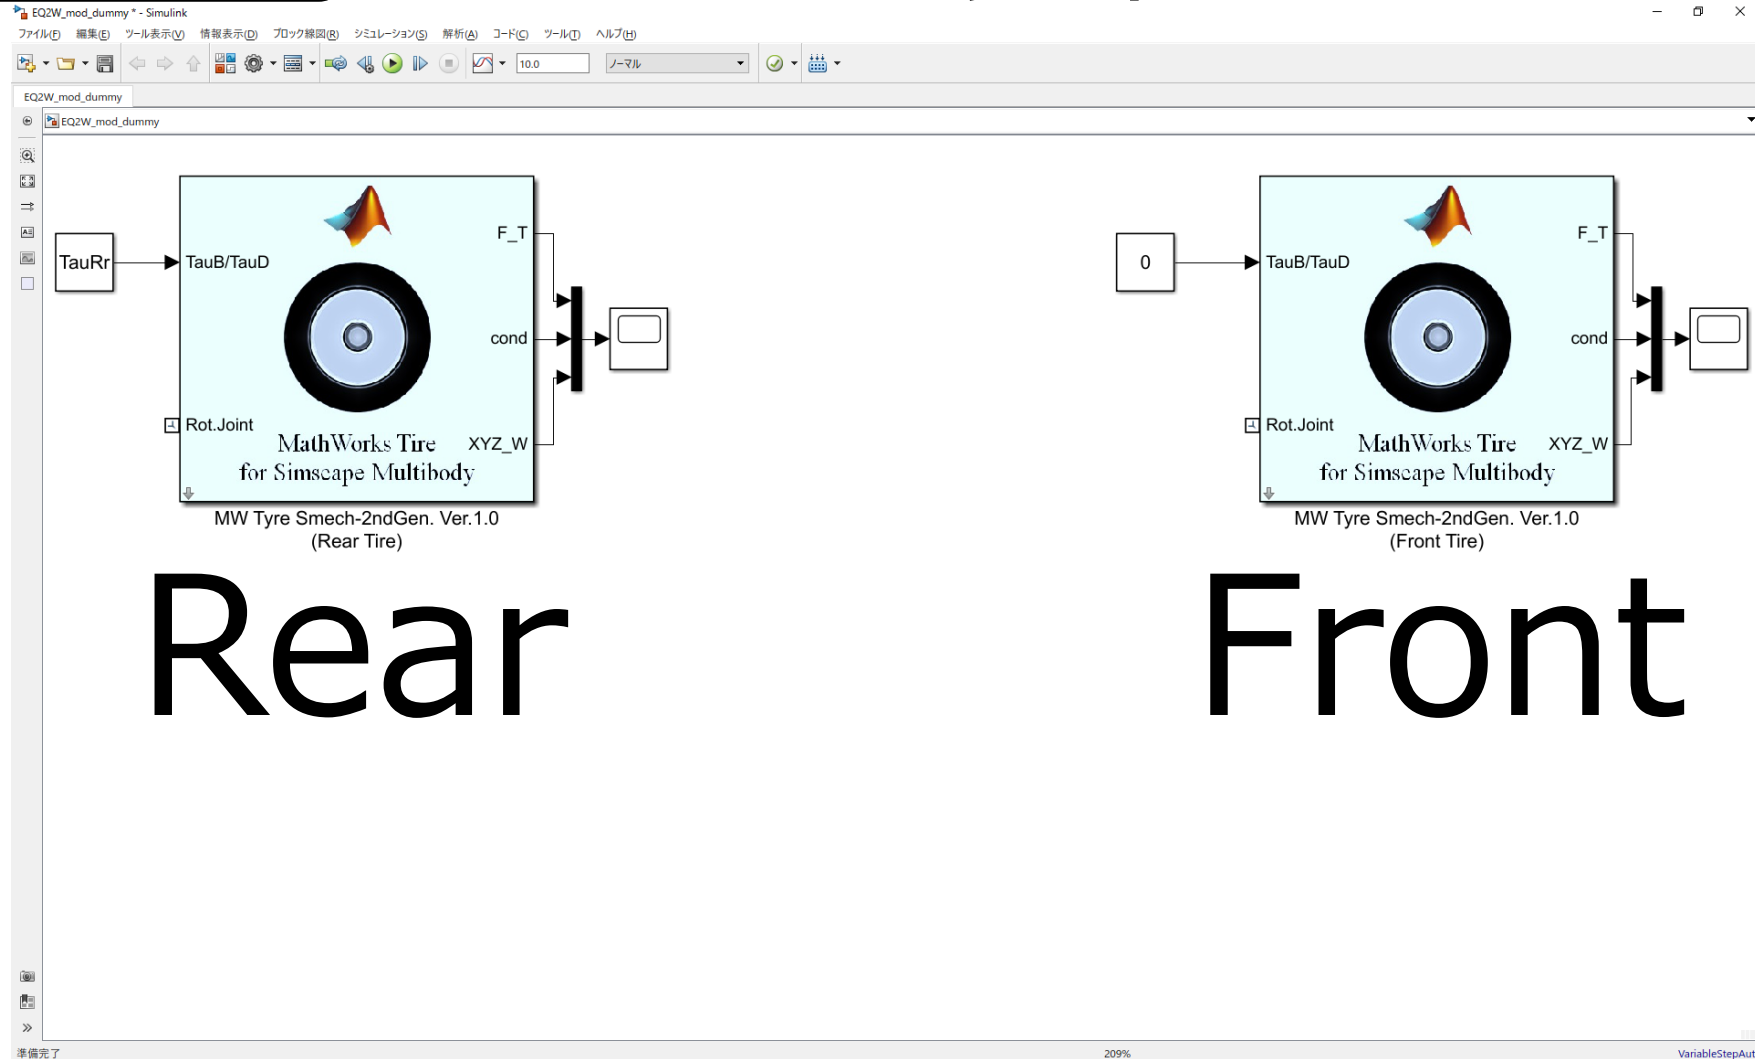 EQ2W_mod_dummy * - Simulink
ファイル(F) 編集(E) ツール表示(V) 情報表示(D) ブロック線図(R) シミュレーション(S) 解析(A) コード(C) ツール(T) ヘルプ(H)
10.0 ノーマル
EQ2W_mod_dummy
EQ2W_mod_dummy
TauRr
TauB/TauD
F_T
cond
Rot.Joint
XYZ_W
MathWorks Tire
for Simscape Multibody
MW Tyre Smech-2ndGen. Ver.1.0
(Rear Tire)
Rear
0
TauB/TauD
F_T
cond
Rot.Joint
XYZ_W
MathWorks Tire
for Simscape Multibody
MW Tyre Smech-2ndGen. Ver.1.0
(Front Tire)
Front
準備完了 209% VariableStepAut